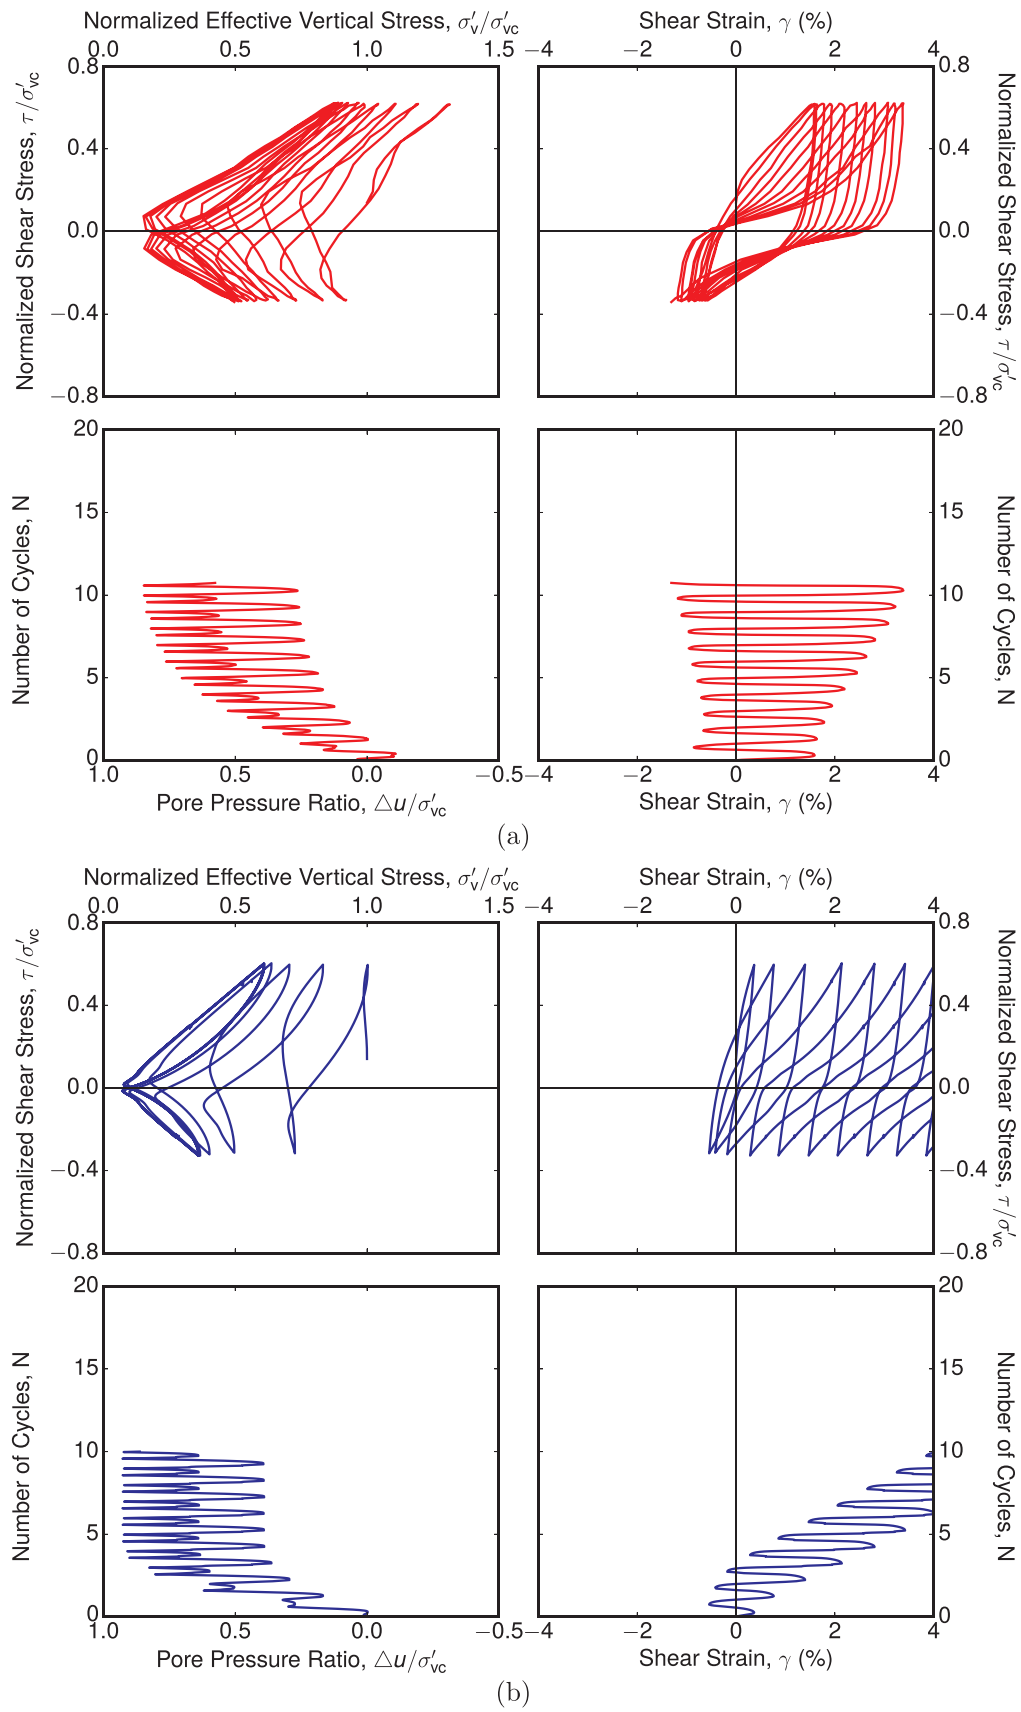 Normalized Effective Vertical Stress, σ′v/σ′vc
Shear Strain, γ (%)
0.0 0.5 1.0 1.5
−4 −2 0 2 4
0.8
0.4
0.0
−0.4
−0.8
Normalized Shear Stress, τ/σ′vc
0.8
0.4
0.0
−0.4
−0.8
Normalized Shear Stress, τ/σ′vc
20
15
10
5
0
Number of Cycles, N
20
15
10
5
0
Number of Cycles, N
1.0 0.5 0.0 −0.5
−4 −2 0 2 4
Pore Pressure Ratio, △u/σ′vc
Shear Strain, γ (%)
(a)
Normalized Effective Vertical Stress, σ′v/σ′vc
Shear Strain, γ (%)
0.0 0.5 1.0 1.5
−4 −2 0 2 4
0.8
0.4
0.0
−0.4
−0.8
Normalized Shear Stress, τ/σ′vc
0.8
0.4
0.0
−0.4
−0.8
Normalized Shear Stress, τ/σ′vc
20
15
10
5
0
Number of Cycles, N
20
15
10
5
0
Number of Cycles, N
1.0 0.5 0.0 −0.5
−4 −2 0 2 4
Pore Pressure Ratio, △u/σ′vc
Shear Strain, γ (%)
(b)